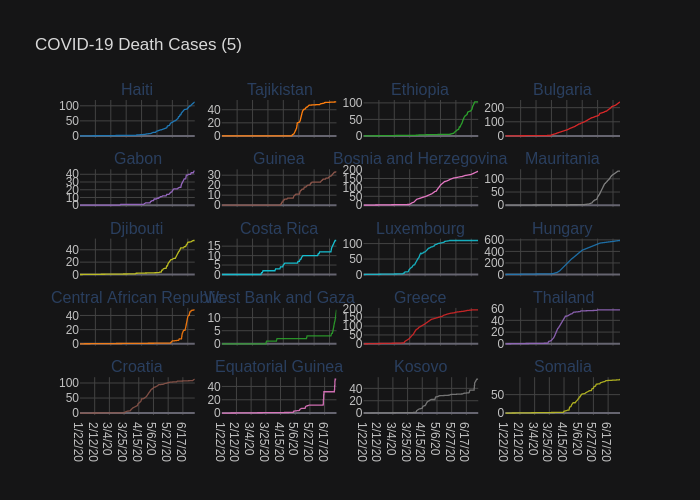 COVID-19 Death Cases (5)
Haiti Tajikistan Ethiopia Bulgaria
100 50 0
40 20 0
100 50 0
200 100 0
Gabon Guinea Bosnia and Herzegovina Mauritania
40 30 20 10 0
30 20 10 0
200 150 100 50 0
100 50 0
Djibouti Costa Rica Luxembourg Hungary
40 20 0
15 10 5 0
100 50 0
600 400 200 0
Central African Republic West Bank and Gaza Greece Thailand
40 20 0
10 5 0
200 150 100 50 0
60 40 20 0
Croatia Equatorial Guinea Kosovo Somalia
100 50 0
40 20 0
40 20 0
50 0
1/22/20 2/12/20 3/4/20 3/25/20 4/15/20 5/6/20 5/27/20 6/17/20
1/22/20 2/12/20 3/4/20 3/25/20 4/15/20 5/6/20 5/27/20 6/17/20
1/22/20 2/12/20 3/4/20 3/25/20 4/15/20 5/6/20 5/27/20 6/17/20
1/22/20 2/12/20 3/4/20 3/25/20 4/15/20 5/6/20 5/27/20 6/17/20